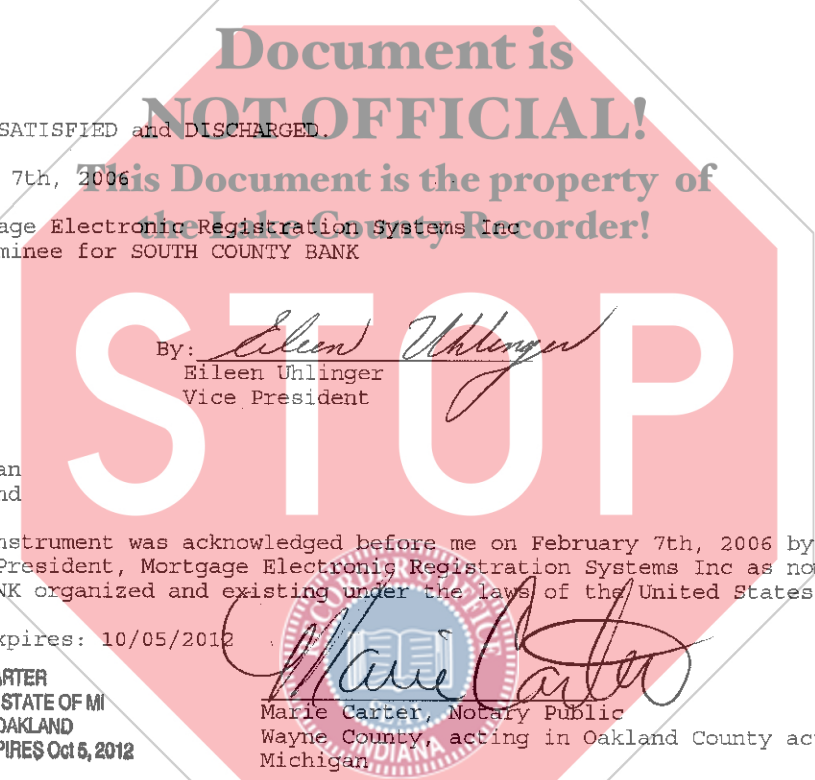 Document is
NOT OFFICIAL!
SATISFIED and DISCHARGED.
This Document is the property of
7th, 2006
the Lake County Recorder!
age Electronic Registration Systems Inc
minee for SOUTH COUNTY BANK
STOP
By: Eileen Uhlinger
Eileen Uhlinger
Vice President
an
nd
nstrument was acknowledged before me on February 7th, 2006 by
President, Mortgage Electronic Registration Systems Inc as no
NK organized and existing under the laws of the United States
xpires: 10/05/2012
RECORDER'S OFFICE
SEAL
INDIANA
Marie Carter
ARTER
STATE OF MI
OAKLAND
PIRES Oct 5, 2012
Marie Carter, Notary Public
Wayne County, acting in Oakland County ac
Michigan